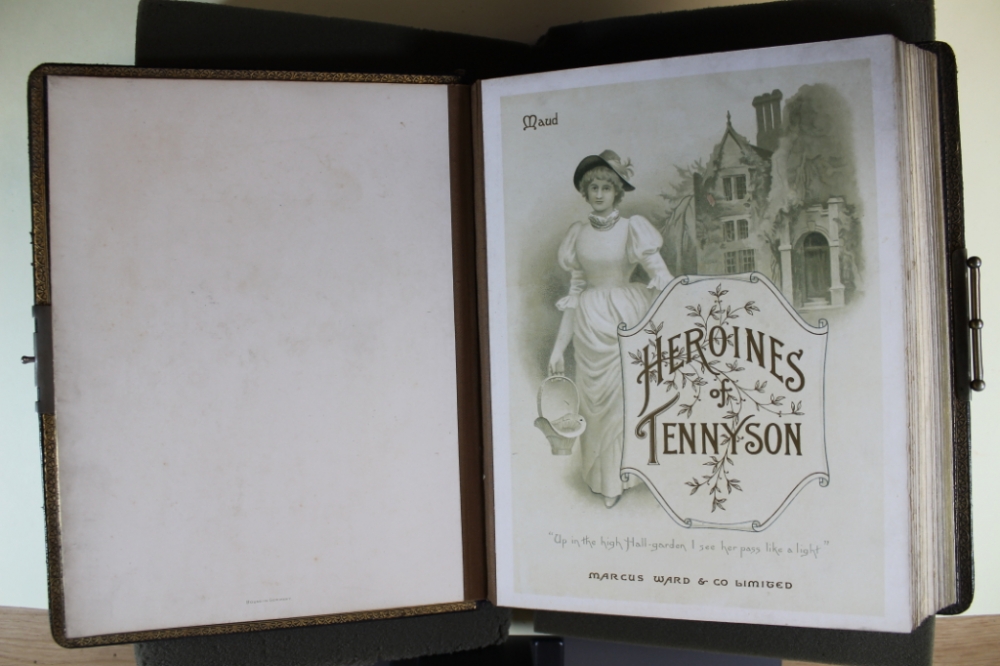 Maud
HEROINES
of
TENNYSON
"Up in the high Hall-garden I see her pass like a light"
MARCUS WARD & CO LIMITED